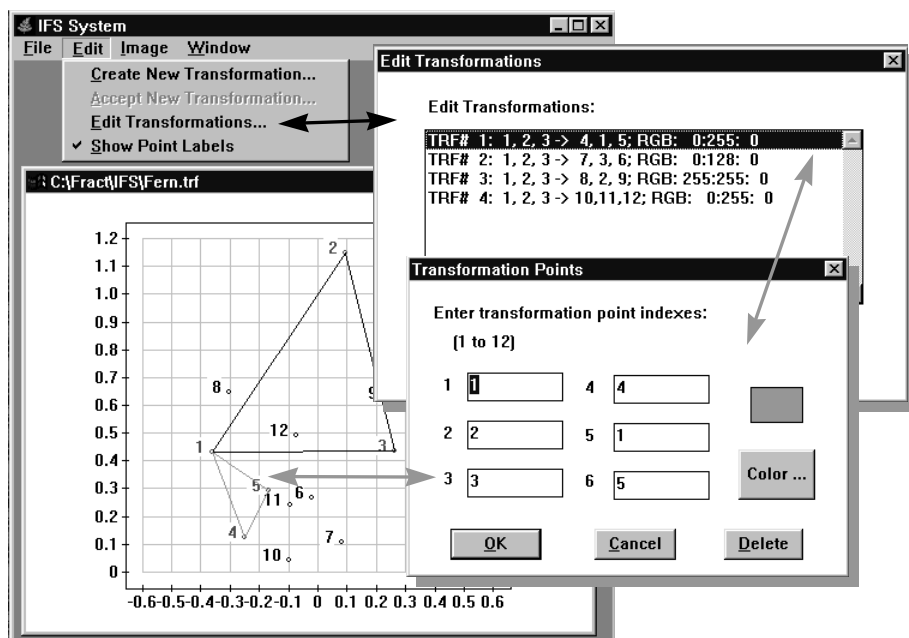 IFS System
File Edit Image Window
Create New Transformation...
Accept New Transformation...
Edit Transformations...
✓ Show Point Labels
C:\Fract\IFS\Fern.trf
1.2
1.1
1.0
0.9
0.8
0.7
0.6
0.5
0.4
0.3
0.2
0.1
0
-0.6 -0.5 -0.4 -0.3 -0.2 -0.1 0 0.1 0.2 0.3 0.4 0.5 0.6
2
8
9
12
1
3
5
11 6
4
7
10
Edit Transformations
Edit Transformations:
TRF# 1: 1, 2, 3 -> 4, 1, 5; RGB: 0:255: 0
TRF# 2: 1, 2, 3 -> 7, 3, 6; RGB: 0:128: 0
TRF# 3: 1, 2, 3 -> 8, 2, 9; RGB: 255:255: 0
TRF# 4: 1, 2, 3 -> 10,11,12; RGB: 0:255: 0
Transformation Points
Enter transformation point indexes:
(1 to 12)
1 1 4 4
2 2 5 1
3 3 6 5
Color ...
OK Cancel Delete